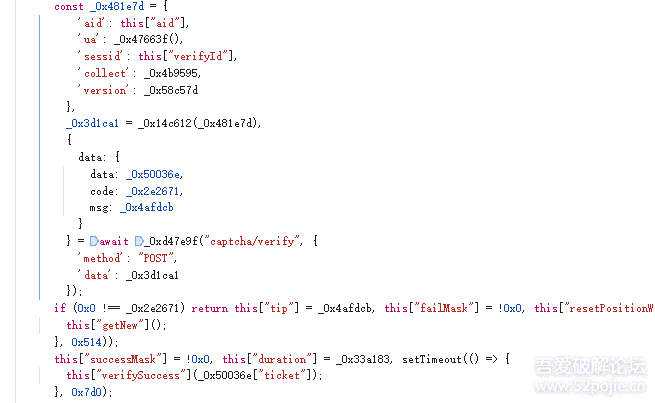 const _0x481e7d = {
'aid': this["aid"],
'ua': _0x47663f(),
'sessid': this["verifyId"],
'collect': _0x4b9595,
'version': _0x58c57d
},
_0x3d1ca1 = _0x14c612(_0x481e7d),
{
data: {
data: _0x50036e,
code: _0x2e2671,
msg: _0x4afdcb
}
} = await _0xd47e9f("captcha/verify", {
'method': "POST",
'data': _0x3d1ca1
});
if (0x0 !== _0x2e2671) return this["tip"] = _0x4afdcb, this["failMask"] = !0x0, this["resetPositionW
this["getNew"]();
}, 0x514));
this["successMask"] = !0x0, this["duration"] = _0x33a183, setTimeout(() => {
this["verifySuccess"](_0x50036e["ticket"]);
}, 0x7d0);
吾爱破解论坛
www.52pojie.cn